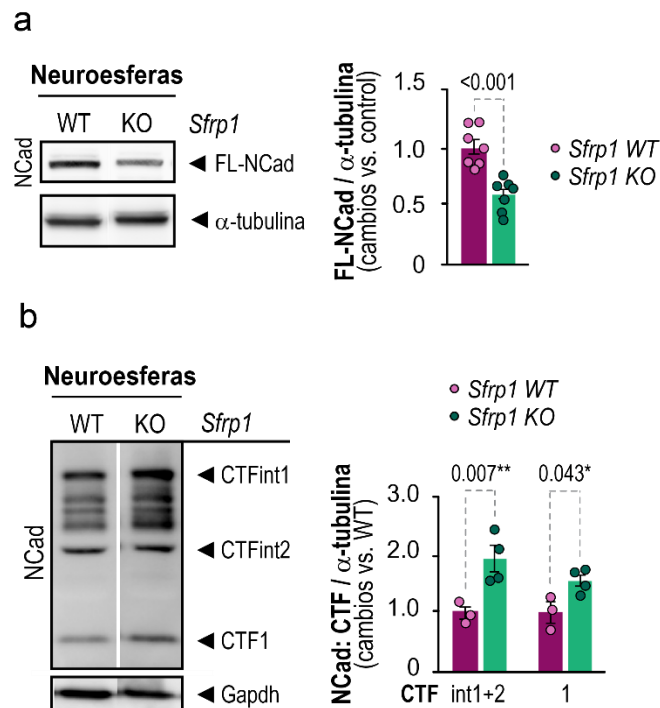 a
Neuroesferas
WT KO Sfrp1
NCad
FL-NCad
α-tubulina
FL-NCad / α-tubulina
(cambios vs. control)
1.5
1.0
0.5
0
<0.001
Sfrp1 WT
Sfrp1 KO
b
Neuroesferas
WT KO Sfrp1
NCad
CTFint1
CTFint2
CTF1
Gapdh
Sfrp1 WT
Sfrp1 KO
NCad: CTF / α-tubulina
(cambios vs. WT)
3.0
2.0
1.0
0.0
0.007** 0.043*
CTF int1+2 1